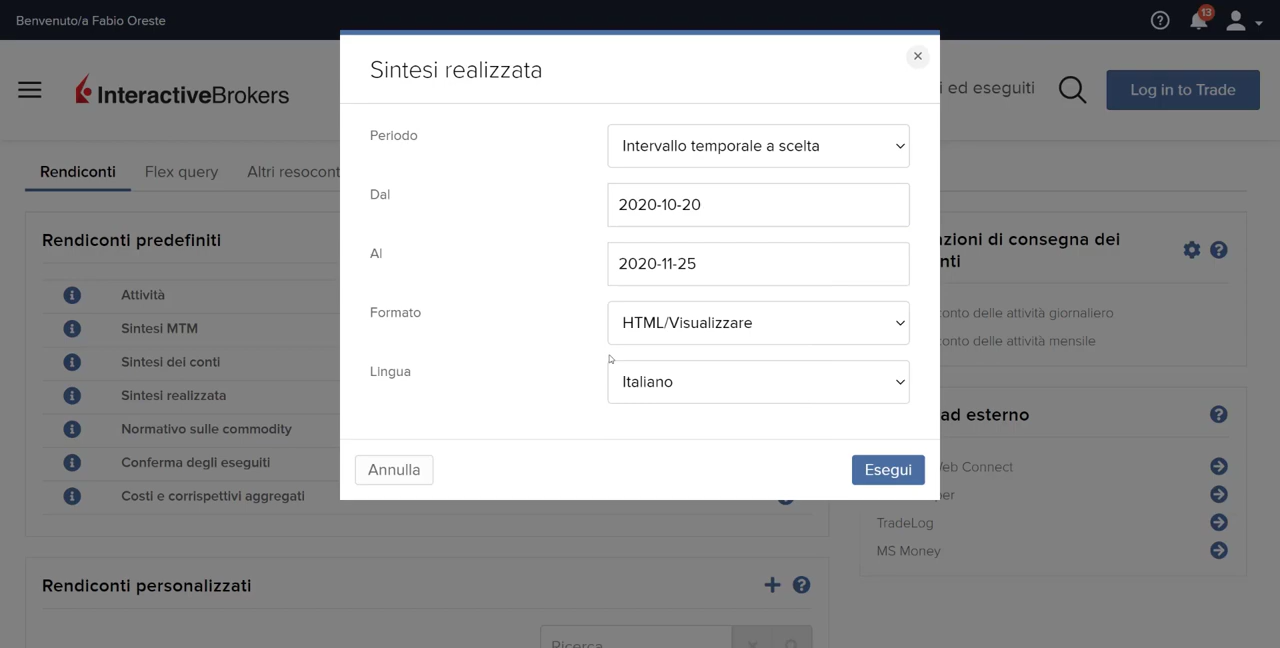 Benvenuto/a Fabio Oreste
13
InteractiveBrokers
i ed eseguiti
Log in to Trade
Rendiconti
Flex query
Altri resocont
Sintesi realizzata
Periodo
Intervallo temporale a scelta
Dal
2020-10-20
Al
2020-11-25
Formato
HTML/Visualizzare
Lingua
Italiano
Annulla
Esegui
Rendiconti predefiniti
Attività
Sintesi MTM
Sintesi dei conti
Sintesi realizzata
Normativo sulle commodity
Conferma degli eseguiti
Costi e corrispettivi aggregati
Rendiconti personalizzati
Ricerca
zioni di consegna dei
nti
onto delle attività giornaliero
onto delle attività mensile
ad esterno
eb Connect
er
TradeLog
MS Money